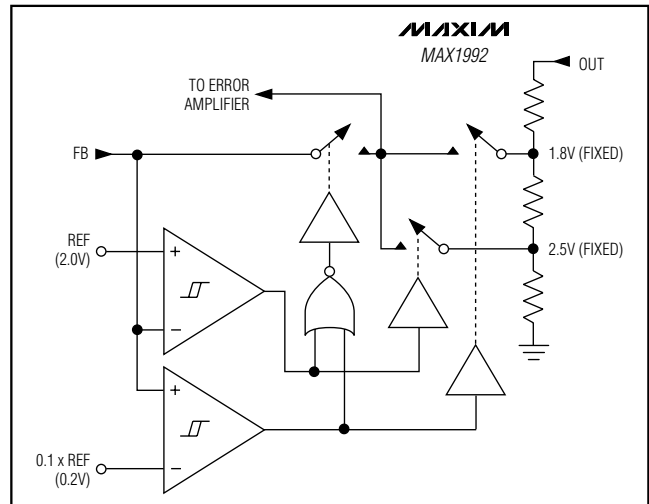 MAXIM
MAX1992
OUT
TO ERROR
AMPLIFIER
FB
1.8V (FIXED)
REF
(2.0V)
+
2.5V (FIXED)
−
+
0.1 x REF
(0.2V)
−